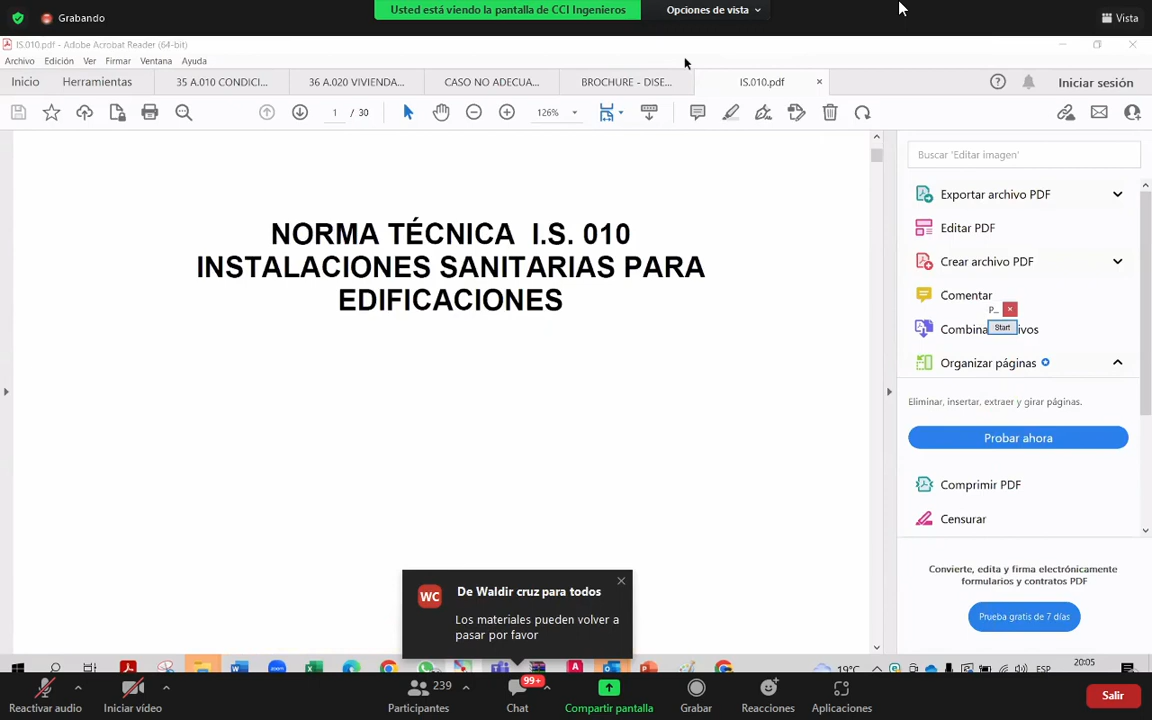 Grabando
Usted está viendo la pantalla de CCI Ingenieros
Opciones de vista
Vista
IS.010.pdf - Adobe Acrobat Reader (64-bit)
Archivo Edición Ver Firmar Ventana Ayuda
Inicio Herramientas 35 A.010 CONDICI... 36 A.020 VIVIENDA... CASO NO ADECUA... BROCHURE - DISE... IS.010.pdf Iniciar sesión
1 / 30 126%
Buscar 'Editar imagen'
NORMA TÉCNICA I.S. 010
INSTALACIONES SANITARIAS PARA
EDIFICACIONES
Exportar archivo PDF
Editar PDF
Crear archivo PDF
Comentar
P...
Start
Combina ivos
Organizar páginas
Eliminar, insertar, extraer y girar páginas.
Probar ahora
Comprimir PDF
Censurar
Convierte, edita y firma electrónicamente
formularios y contratos PDF
Prueba gratis de 7 días
WC
De Waldir cruz para todos
Los materiales pueden volver a
pasar por favor
19°C ESP 20:05
Reactivar audio Iniciar vídeo 239 Participantes 99+ Chat Compartir pantalla Grabar Reacciones Aplicaciones Salir